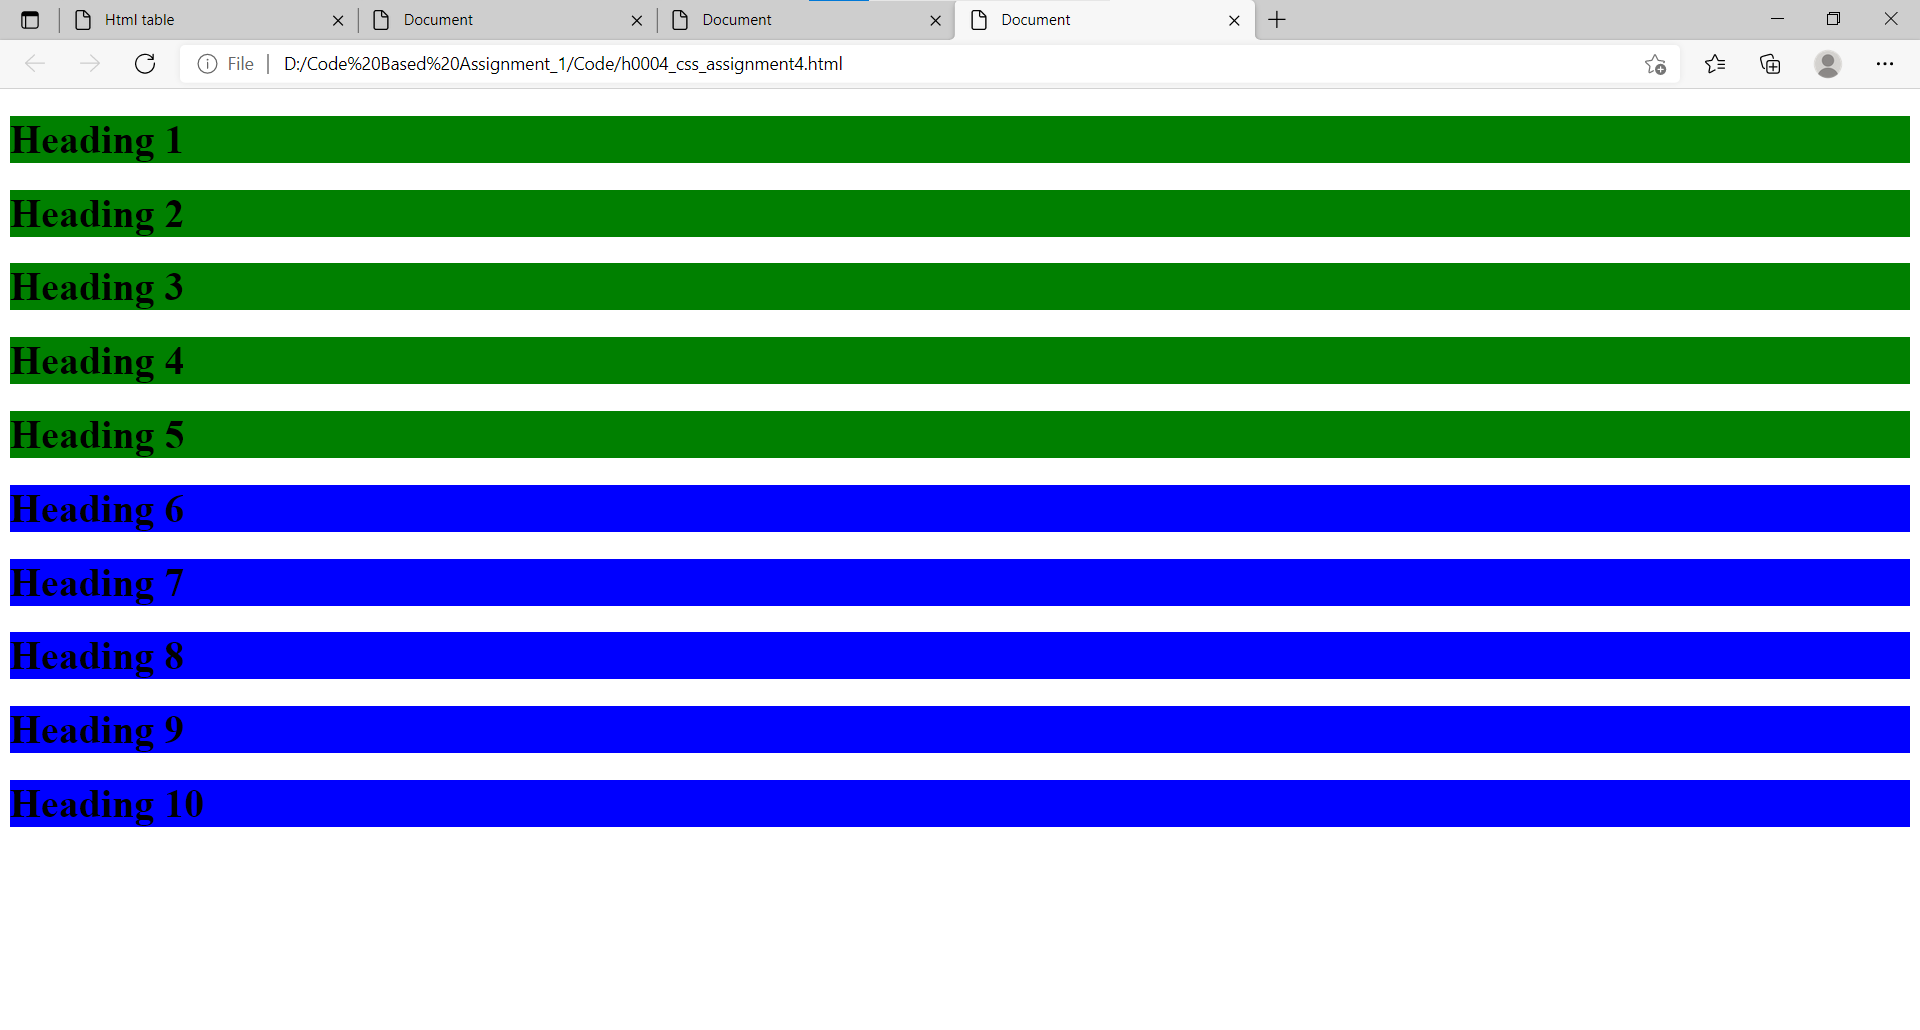 Html table
Document
Document
Document
File D:/Code%20Based%20Assignment_1/Code/h0004_css_assignment4.html
Heading 1
Heading 2
Heading 3
Heading 4
Heading 5
Heading 6
Heading 7
Heading 8
Heading 9
Heading 10